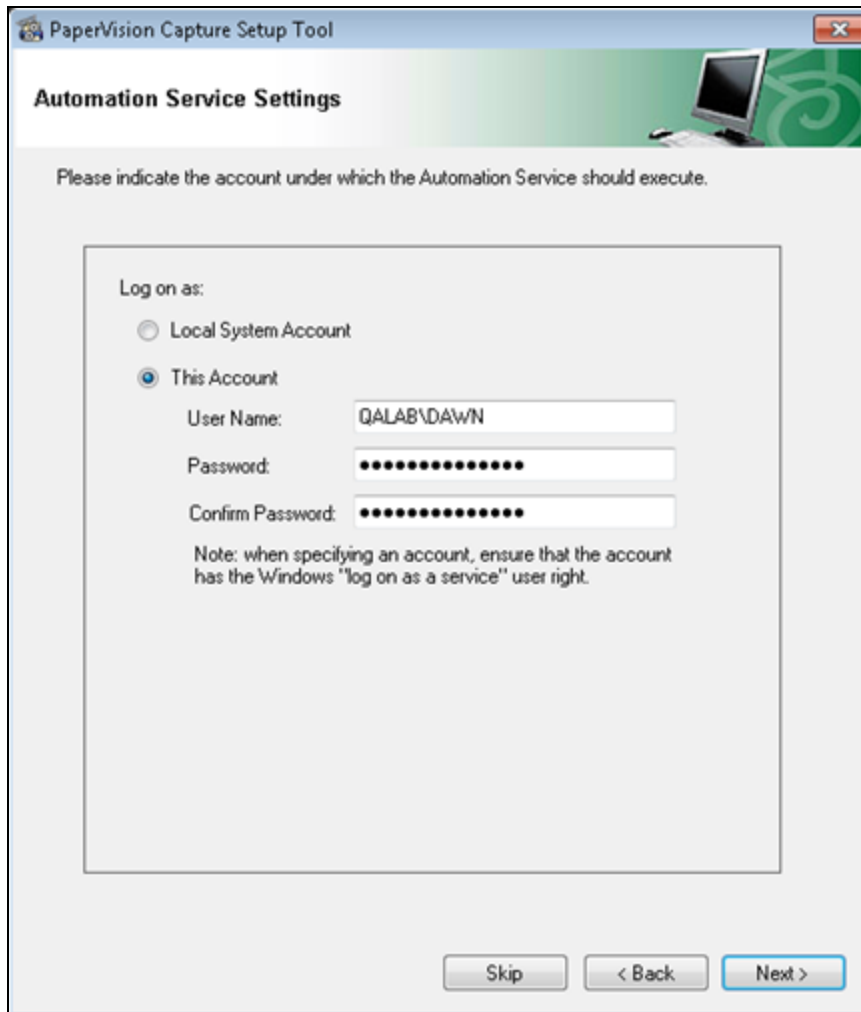 PaperVision Capture Setup Tool
Automation Service Settings
Please indicate the account under which the Automation Service should execute.
Log on as:
Local System Account
This Account
User Name: QALAB\DAWN
Password: ••••••••••••••
Confirm Password: ••••••••••••••
Note: when specifying an account, ensure that the account
has the Windows "log on as a service" user right.
Skip < Back Next >